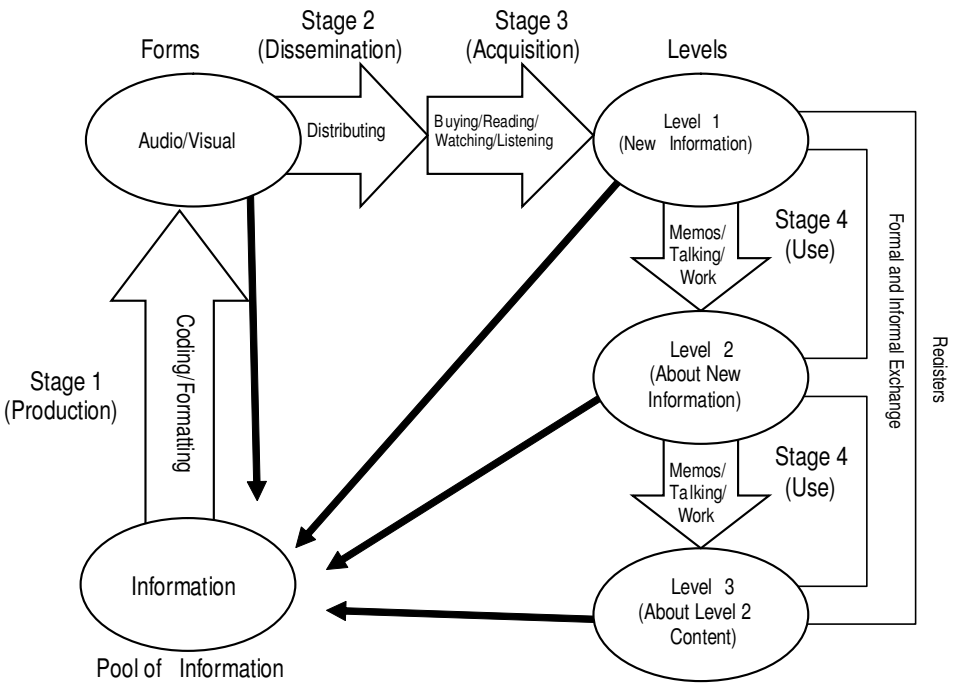 Forms
Stage 2
(Dissemination)
Stage 3
(Acquisition)
Levels
Audio/Visual
Distributing
Buying/Reading/
Watching/Listening
Level 1
(New Information)
Memos/
Talking/
Work
Stage 4
(Use)
Formal and Informal Exchange
Registers
Stage 1
(Production)
Coding/Formatting
Level 2
(About New
Information)
Memos/
Talking/
Work
Stage 4
(Use)
Information
Level 3
(About Level 2
Content)
Pool of Information